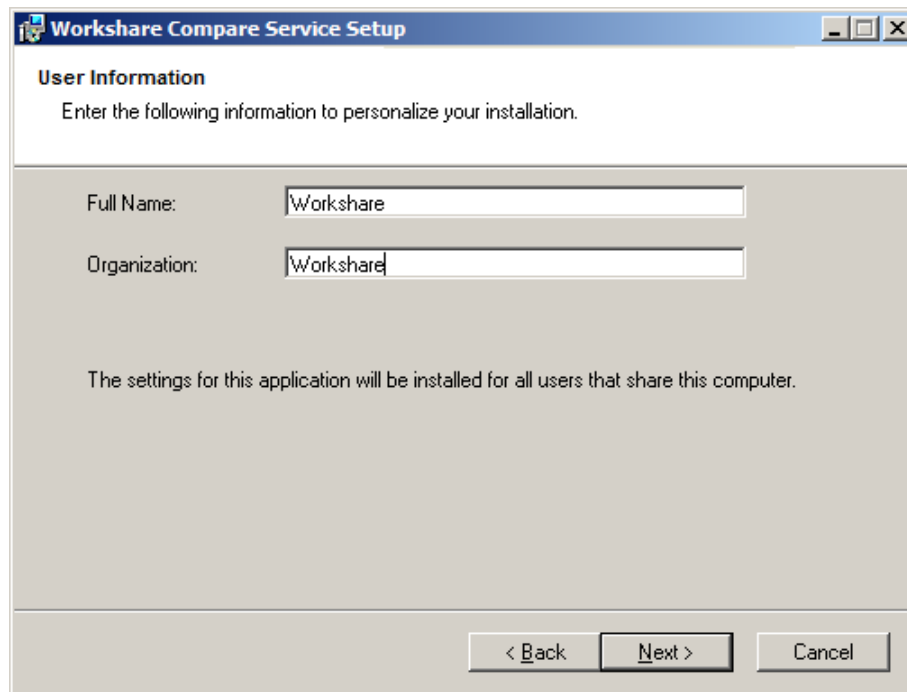 Workshare Compare Service Setup
User Information
Enter the following information to personalize your installation.
Full Name: Workshare
Organization: Workshare
The settings for this application will be installed for all users that share this computer.
< Back Next > Cancel